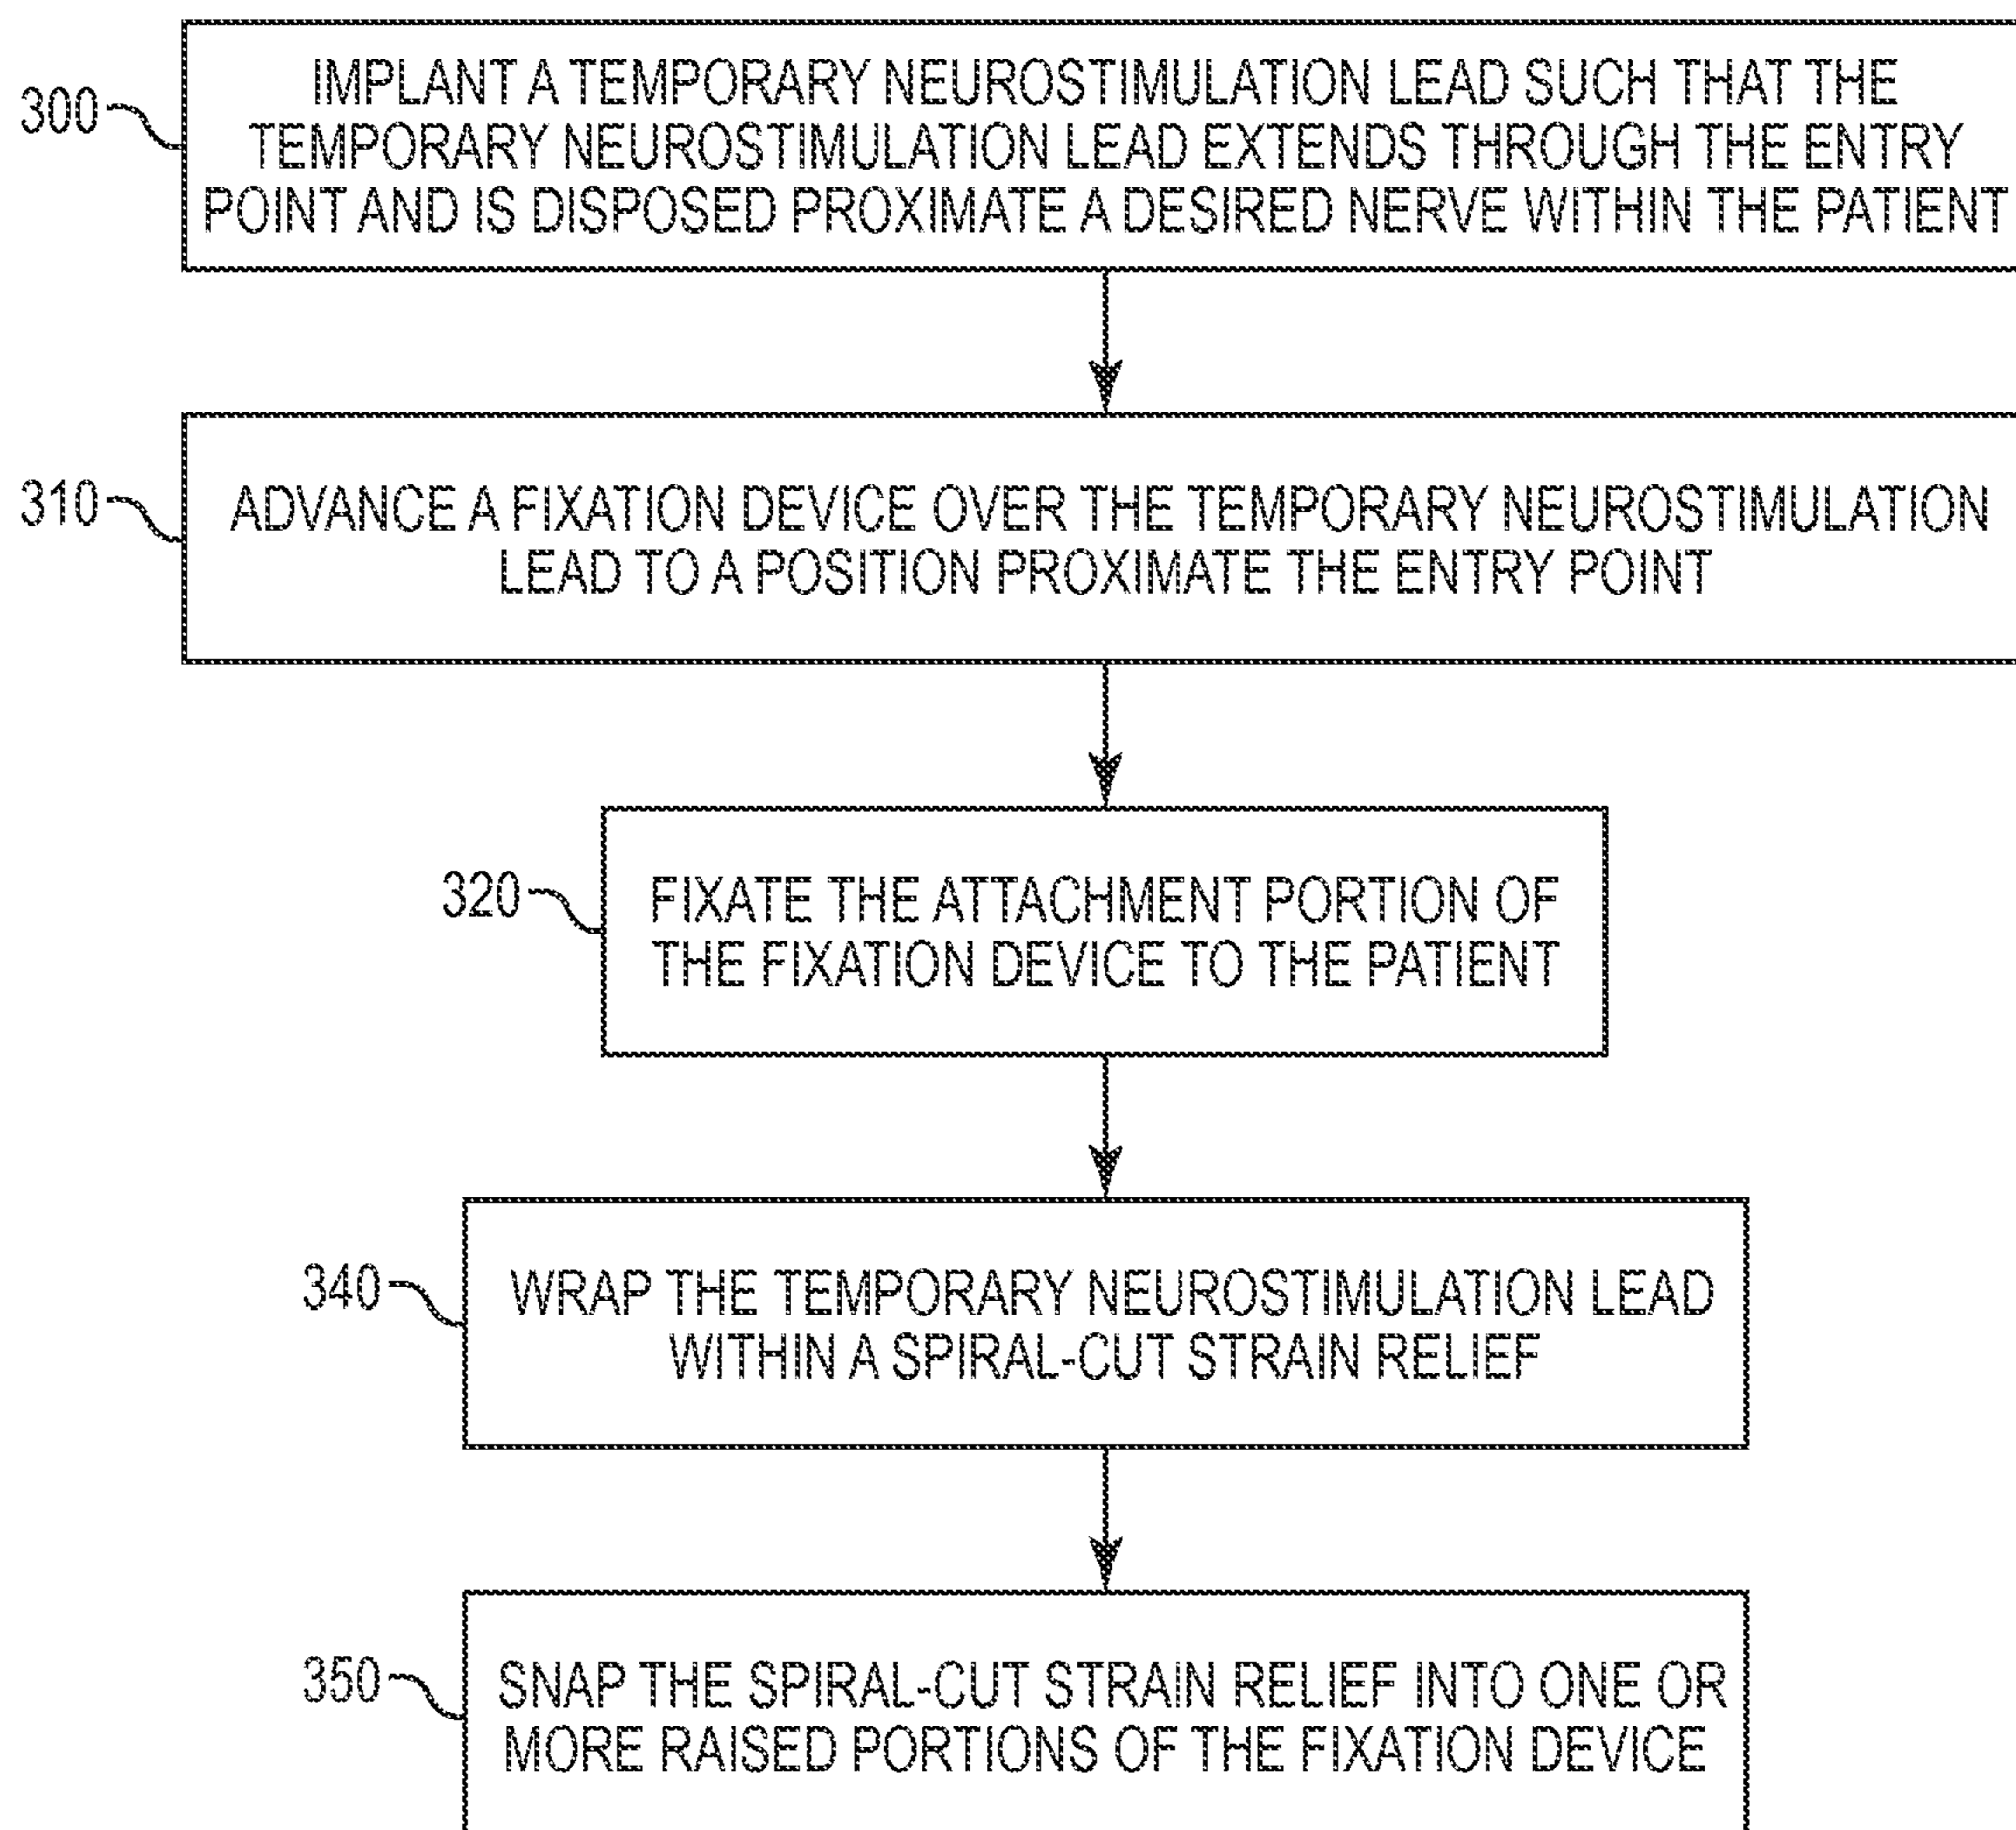 300
IMPLANT A TEMPORARY NEUROSTIMULATION LEAD SUCH THAT THE
TEMPORARY NEUROSTIMULATION LEAD EXTENDS THROUGH THE ENTRY
POINT AND IS DISPOSED PROXIMATE A DESIRED NERVE WITHIN THE PATIENT
310
ADVANCE A FIXATION DEVICE OVER THE TEMPORARY NEUROSTIMULATION
LEAD TO A POSITION PROXIMATE THE ENTRY POINT
320
FIXATE THE ATTACHMENT PORTION OF
THE FIXATION DEVICE TO THE PATIENT
340
WRAP THE TEMPORARY NEUROSTIMULATION LEAD
WITHIN A SPIRAL-CUT STRAIN RELIEF
350
SNAP THE SPIRAL-CUT STRAIN RELIEF INTO ONE OR
MORE RAISED PORTIONS OF THE FIXATION DEVICE